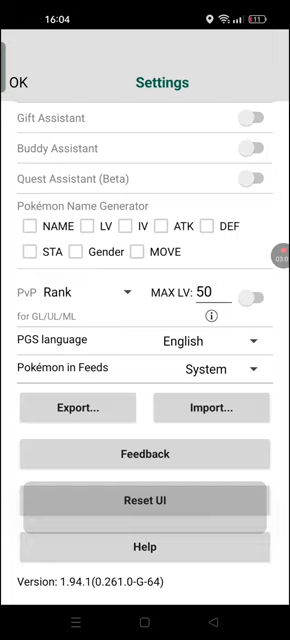 16:04
11
OK
Settings
Gift Assistant
Buddy Assistant
Quest Assistant (Beta)
Pokémon Name Generator
NAME LV IV ATK DEF
STA Gender MOVE
PvP Rank MAX LV: 50
for GL/UL/ML
PGS language English
Pokémon in Feeds System
Export... Import...
Feedback
Reset UI
Help
Version: 1.94.1(0.261.0-G-64)